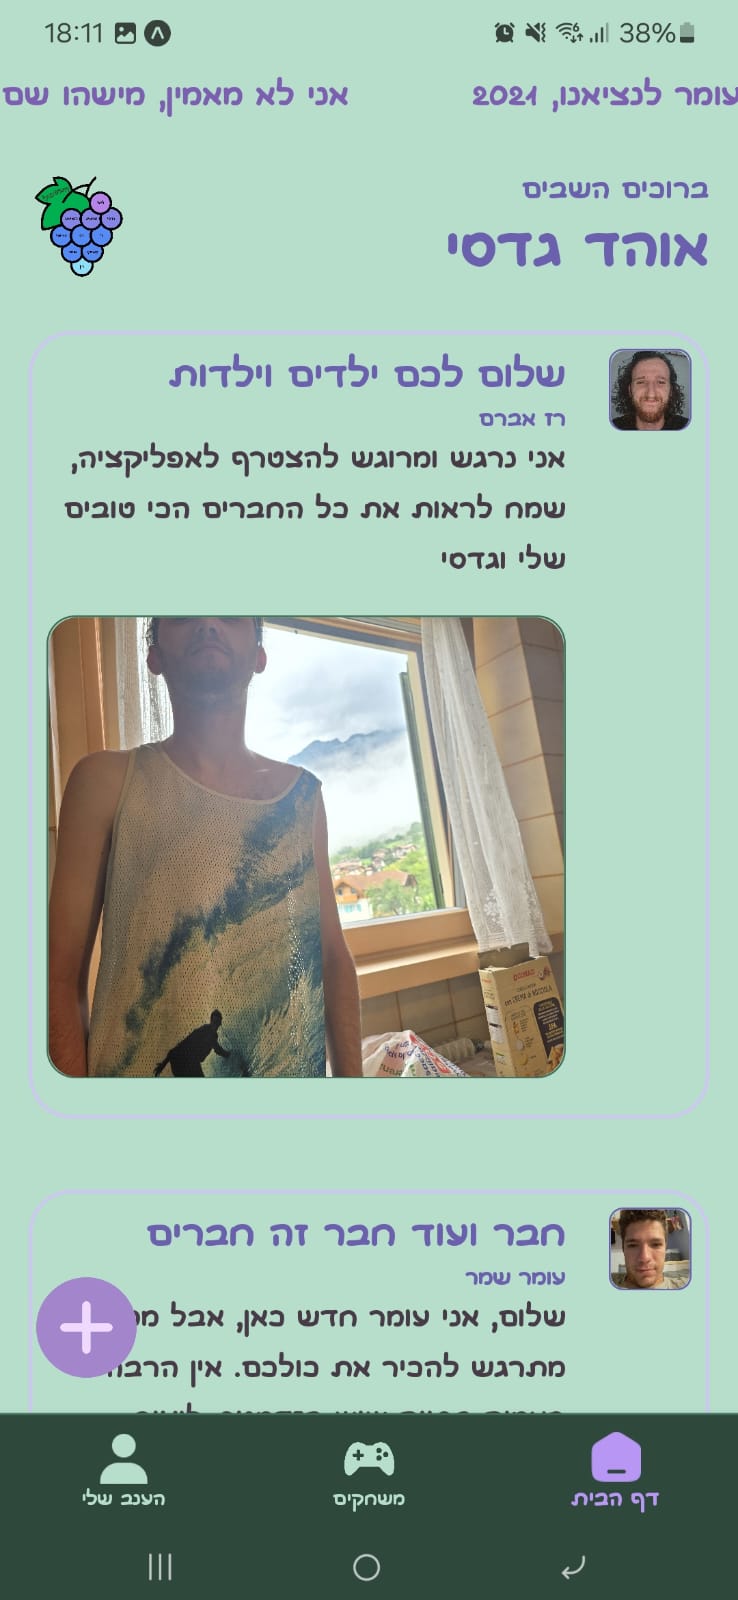 18:11
38%
עומר לנציאנו, 2021
אני לא מאמין, מישהו שם
ברוכים השבים
אוהד גדסי
שלום לכם ילדים וילדות
רז אברם
אני נרגש ומרוגש להצטרף לאפליקציה,
שמח לראות את כל החברים הכי טובים
שלי וגדסי
חבר ועוד חבר זה חברים
עומר שמר
שלום, אני עומר חדש כאן, אבל
מתרגש להכיר את כולכם. אין הרבה
דף הבית
משחקים
הענב שלי